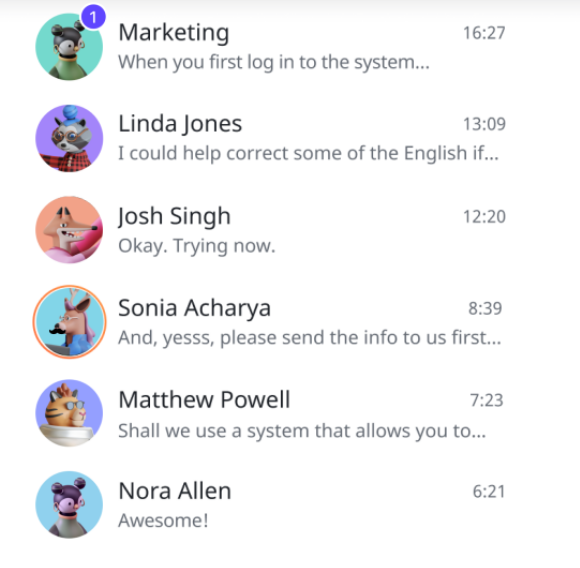 1
Marketing
16:27
When you first log in to the system...
Linda Jones
13:09
I could help correct some of the English if...
Josh Singh
12:20
Okay. Trying now.
Sonia Acharya
8:39
And, yesss, please send the info to us first...
Matthew Powell
7:23
Shall we use a system that allows you to...
Nora Allen
6:21
Awesome!